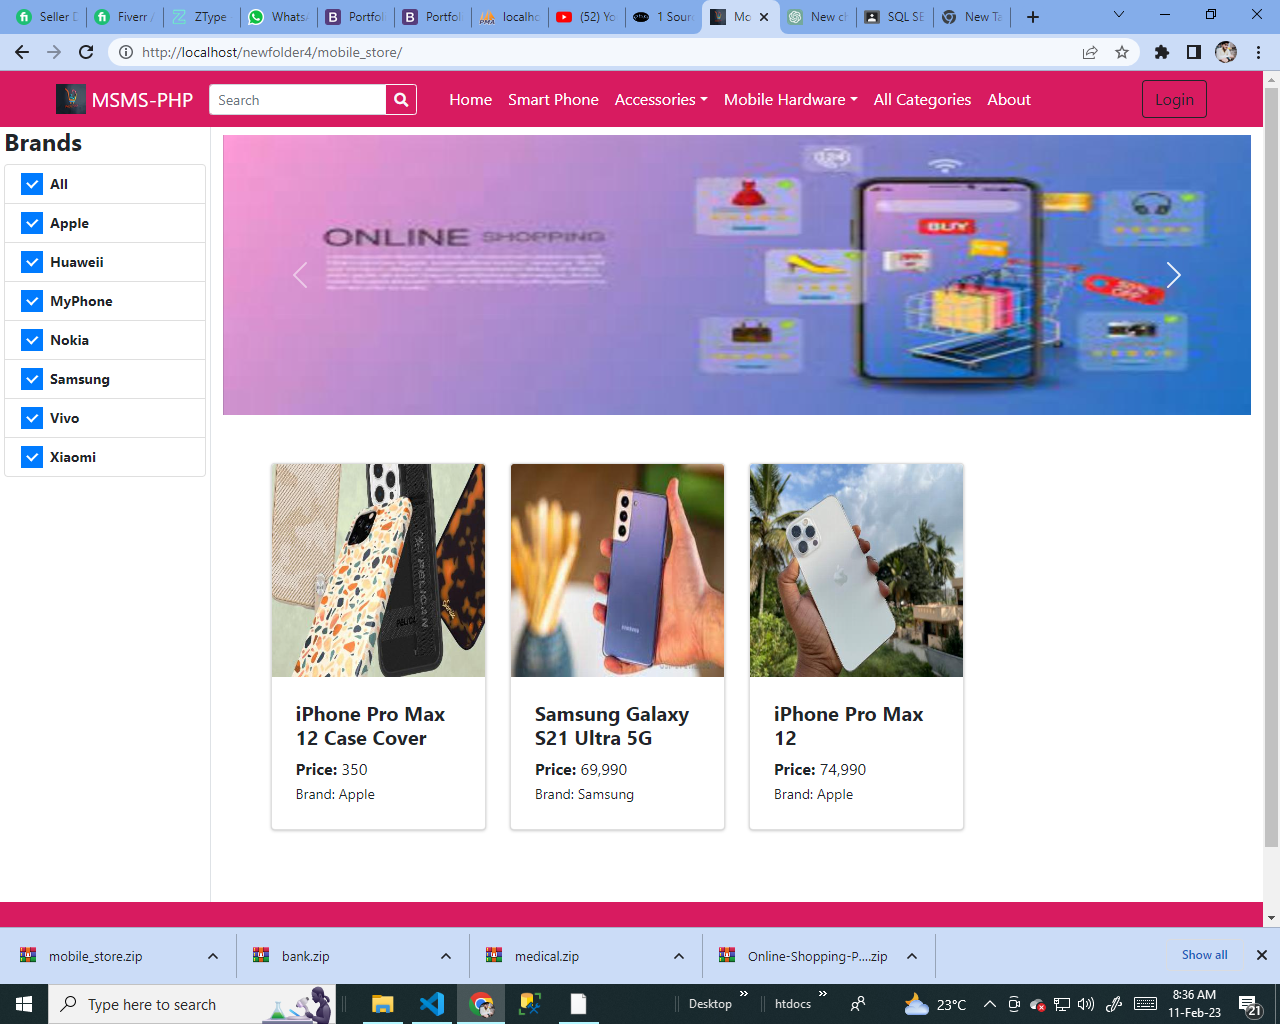 Seller D
Fiverr /
ZType
WhatsA
Portfol
Portfol
localho
(52) Yo
1 Sour
Mo
New ch
SQL SE
New Ta
http://localhost/newfolder4/mobile_store/
MSMS-PHP
Search
Home
Smart Phone
Accessories
Mobile Hardware
All Categories
About
Login
Brands
All
Apple
Huaweii
MyPhone
Nokia
Samsung
Vivo
Xiaomi
ONLINE SHOPPING
BUY
50% OFF
iPhone Pro Max
12 Case Cover
Price: 350
Brand: Apple
Samsung Galaxy
S21 Ultra 5G
Price: 69,990
Brand: Samsung
iPhone Pro Max
12
Price: 74,990
Brand: Apple
mobile_store.zip
bank.zip
medical.zip
Online-Shopping-P....zip
Show all
Type here to search
Desktop
htdocs
23°C
8:36 AM
11-Feb-23
21